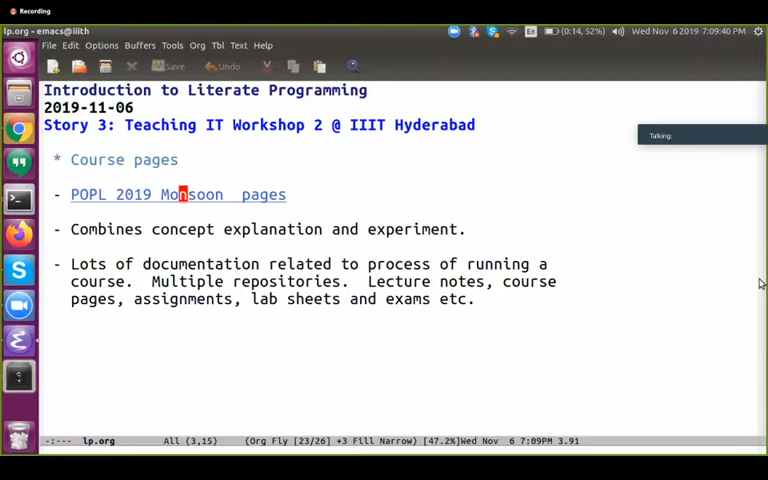 Recording
lp.org - emacs@iiith
En (0:14, 52%) Wed Nov 6 2019 7:09:40 PM
File Edit Options Buffers Tools Org Tbl Text Help
Save Undo
Introduction to Literate Programming
2019-11-06
Story 3: Teaching IT Workshop 2 @ IIIT Hyderabad
Talking:
* Course pages
- POPL 2019 Monsoon pages
- Combines concept explanation and experiment.
- Lots of documentation related to process of running a
course. Multiple repositories. Lecture notes, course
pages, assignments, lab sheets and exams etc.
-:--- lp.org All (3,15) (Org Fly [23/26] +3 Fill Narrow) [47.2%]Wed Nov 6 7:09PM 3.91